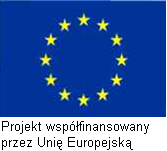 Projekt współfinansowany
przez Unię Europejską